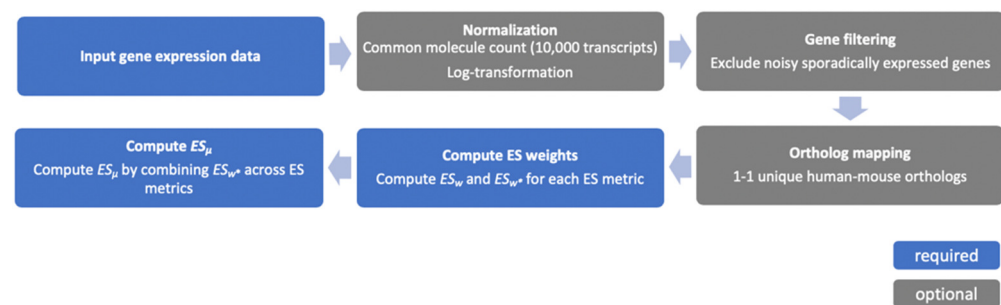 Input gene expression data
Normalization
Common molecule count (10,000 transcripts)
Log-transformation
Gene filtering
Exclude noisy sporadically expressed genes
Ortholog mapping
1-1 unique human-mouse orthologs
Compute ES weights
Compute ESw and ESw* for each ES metric
Compute ESμ
Compute ESμ by combining ESw* across ES
metrics
required
optional